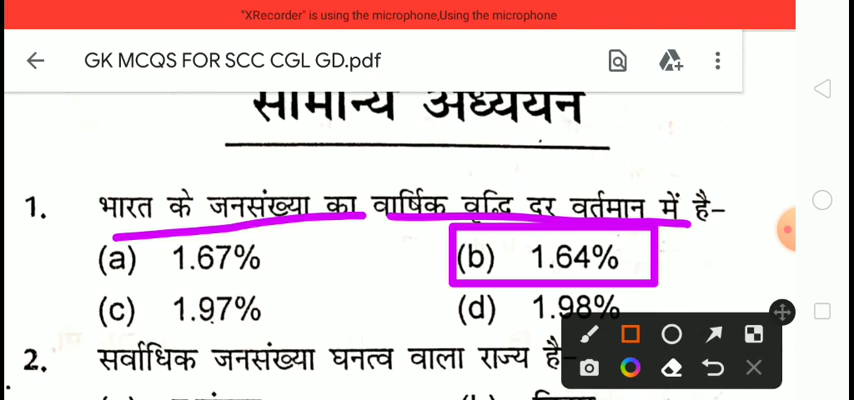 "XRecorder" is using the microphone,Using the microphone
GK MCQS FOR SCC CGL GD.pdf
सामान्य अध्ययन
1. भारत के जनसंख्या का वार्षिक वृद्धि दर वर्तमान में है–
(a) 1.67% (b) 1.64%
(c) 1.97% (d) 1.98%
2. सर्वाधिक जनसंख्या घनत्व वाला राज्य है–